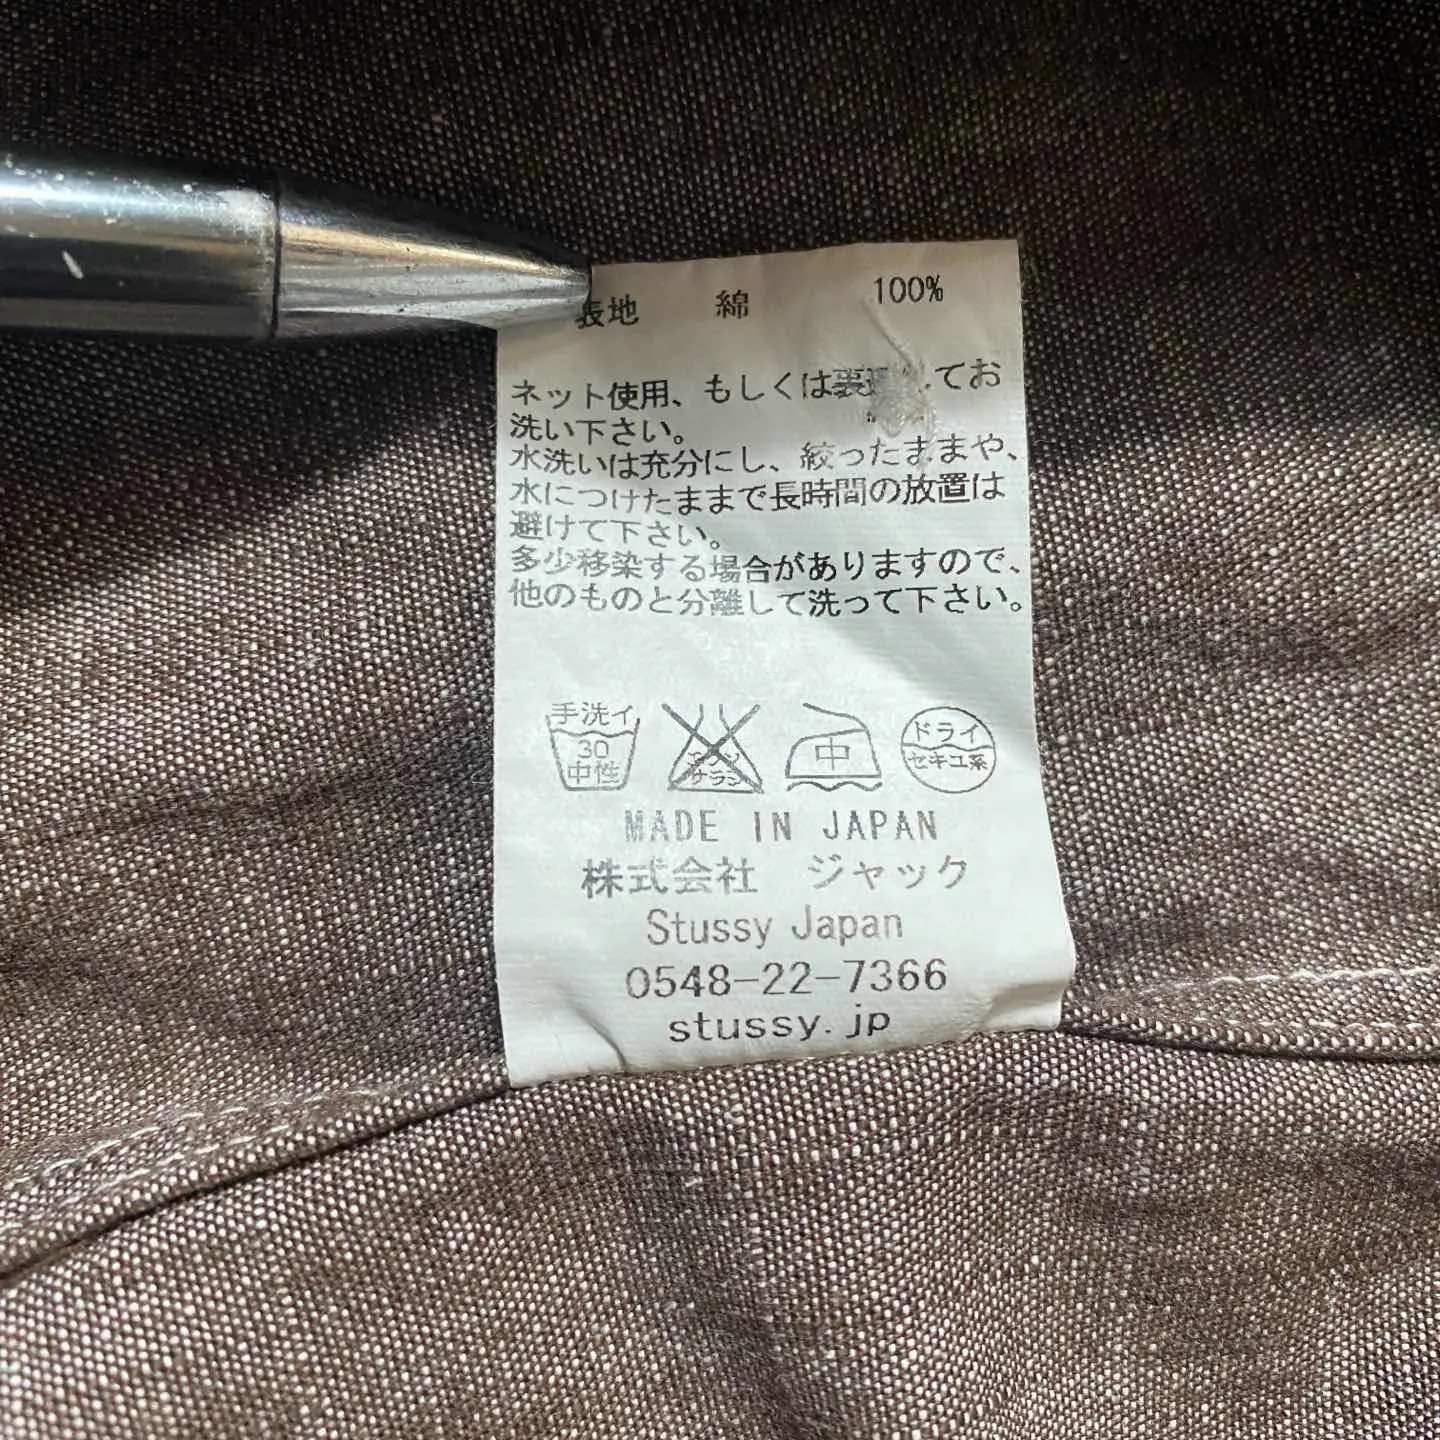 表地 綿 100%
ネット使用、もしくは裏返してお
洗い下さい。
水洗いは充分にし、絞ったままや、
水につけたままで長時間の放置は
避けて下さい。
多少移染する場合がありますので、
他のものと分離して洗って下さい。
手洗イ
30
中性
エンソ
サラシ
中
ドライ
セキユ系
MADE IN JAPAN
株式会社 ジャック
Stussy Japan
0548-22-7366
stussy.jp